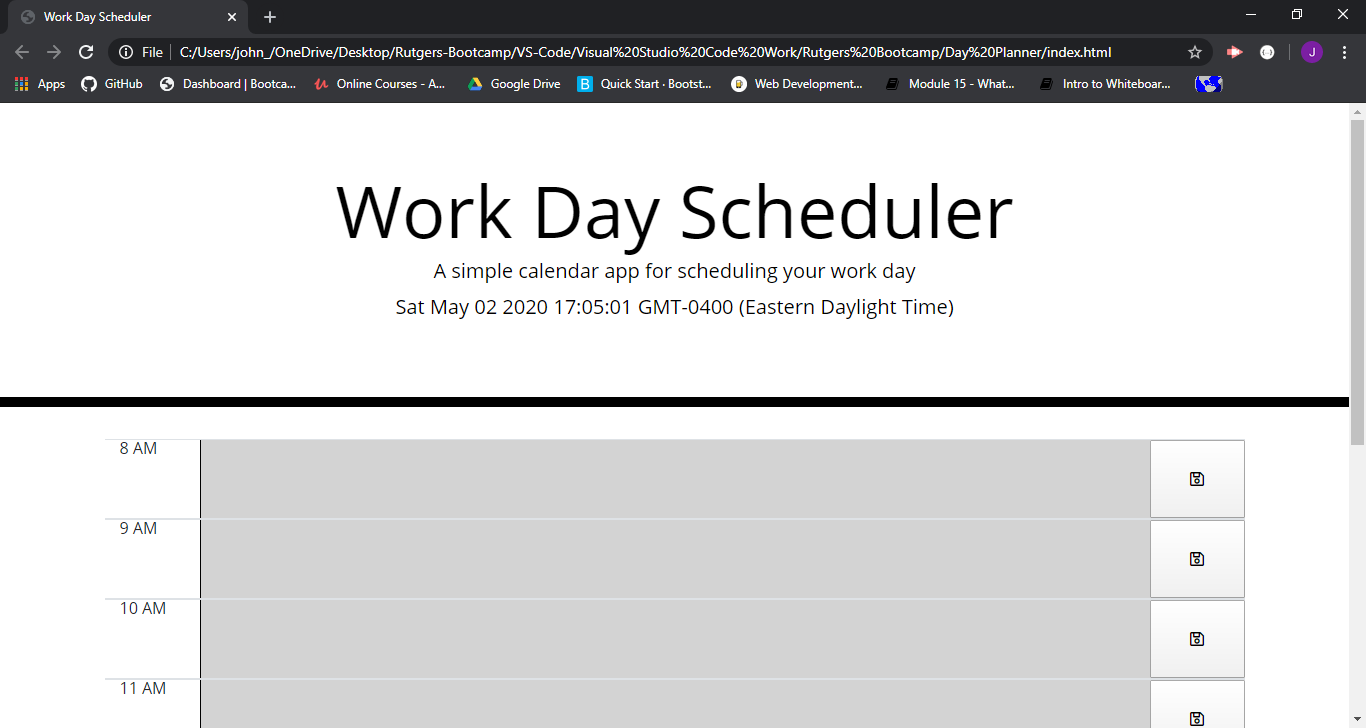 Work Day Scheduler
File
C:/Users/john_/OneDrive/Desktop/Rutgers-Bootcamp/VS-Code/Visual%20Studio%20Code%20Work/Rutgers%20Bootcamp/Day%20Planner/index.html
J
Apps GitHub Dashboard | Bootca... Online Courses - A... Google Drive B Quick Start · Bootst... Web Development... Module 15 - What... Intro to Whiteboar...
Work Day Scheduler
A simple calendar app for scheduling your work day
Sat May 02 2020 17:05:01 GMT-0400 (Eastern Daylight Time)
8 AM
9 AM
10 AM
11 AM